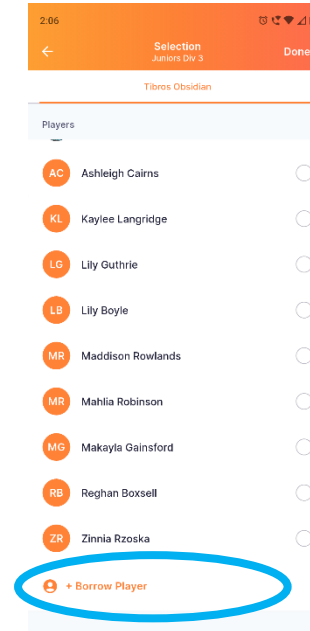 2:06
Selection
Juniors Div 3
Done
Tibros Obsidian
Players
AC Ashleigh Cairns
KL Kaylee Langridge
LG Lily Guthrie
LB Lily Boyle
MR Maddison Rowlands
MR Mahlia Robinson
MG Makayla Gainsford
RB Reghan Boxsell
ZR Zinnia Rzoska
+ Borrow Player